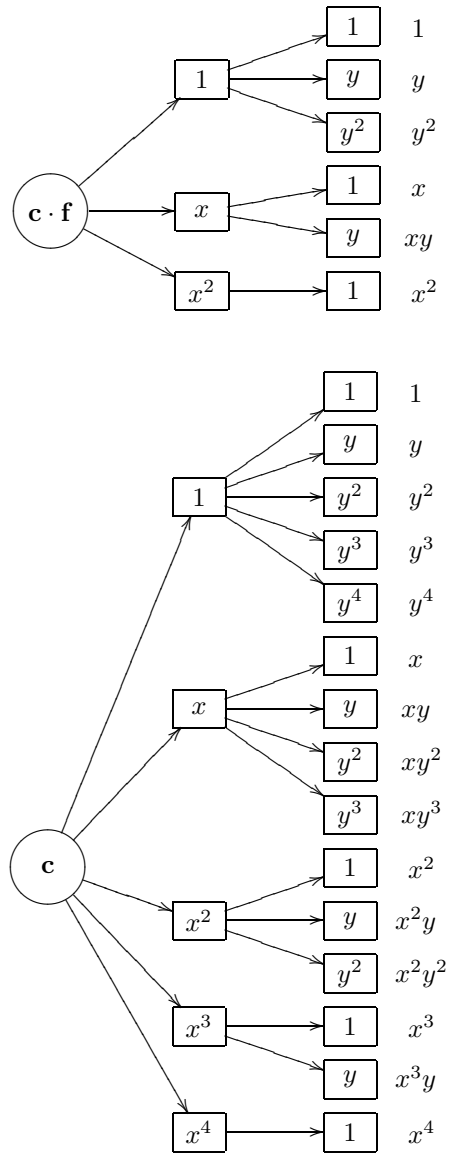 1 1
1 y y
y² y²
c · f x 1 x
y xy
x² 1 x²
1 1
y y
1 y² y²
y³ y³
y⁴ y⁴
1 x
x y xy
y² xy²
y³ xy³
c 1 x²
x² y x²y
y² x²y²
x³ 1 x³
y x³y
x⁴ 1 x⁴